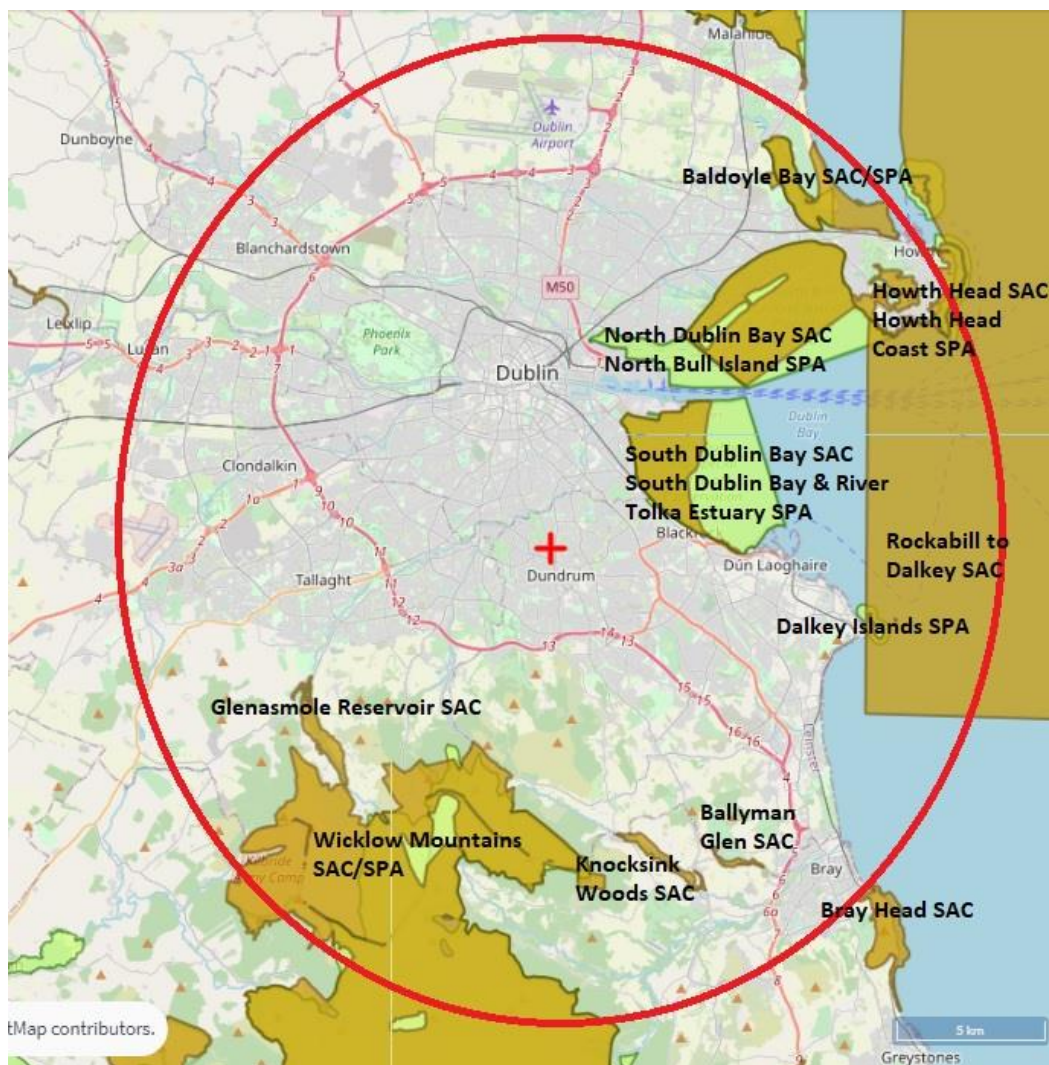 Malahide
Dunboyne
Dublin
Airport
Baldoyle Bay SAC/SPA
Blanchardstown
Howth
M50
Howth Head SAC
Howth Head
Coast SPA
Leixlip
Lucan
Phoenix
Park
North Dublin Bay SAC
North Bull Island SPA
Dublin
Dublin
Bay
Clondalkin
South Dublin Bay SAC
South Dublin Bay & River
Tolka Estuary SPA
Blackrock
Rockabill to
Dalkey SAC
Tallaght
Dundrum
Dún Laoghaire
Dalkey Islands SPA
Glenasmole Reservoir SAC
Leinster
Wicklow Mountains
SAC/SPA
Ballyman
Glen SAC
Knocksink
Woods SAC
Bray
Bray Head SAC
tMap contributors.
5 km
Greystones